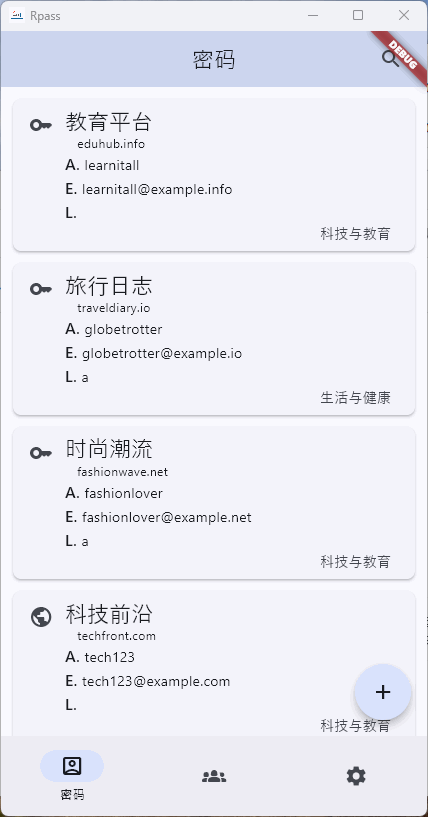 Rpass
密码
DEBUG
教育平台
eduhub.info
A. learnitall
E. learnitall@example.info
L.
科技与教育
旅行日志
traveldiary.io
A. globetrotter
E. globetrotter@example.io
L. a
生活与健康
时尚潮流
fashionwave.net
A. fashionlover
E. fashionlover@example.net
L. a
科技与教育
科技前沿
techfront.com
A. tech123
E. tech123@example.com
L.
科技与教育
密码